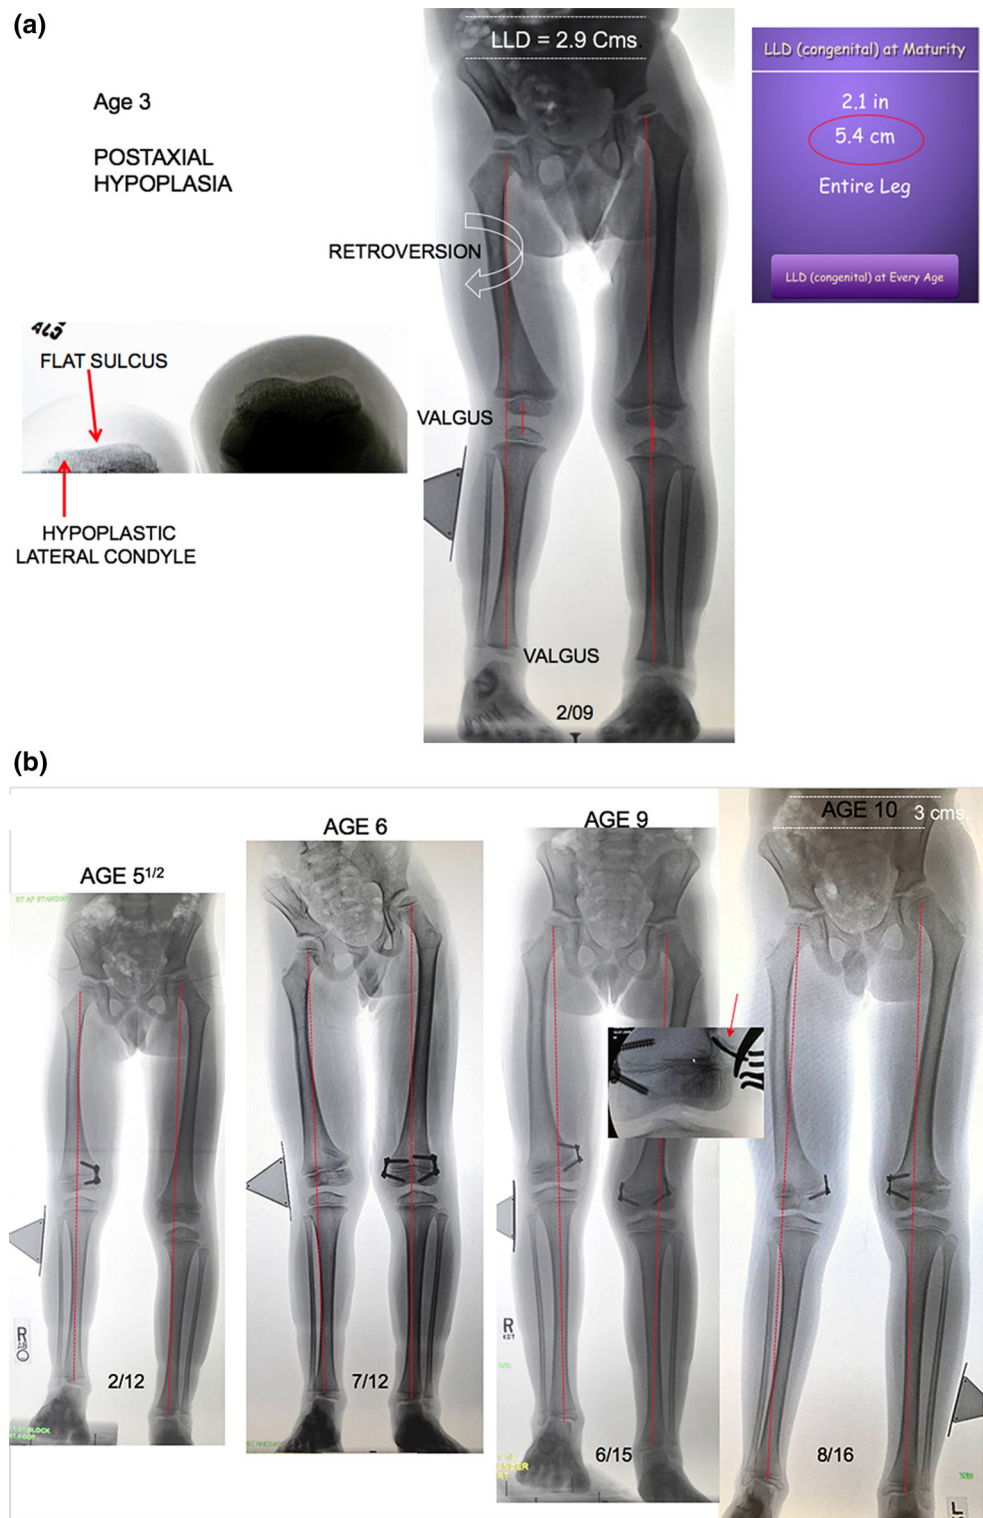 (a)
LLD = 2.9 Cms.
Age 3
POSTAXIAL
HYPOPLASIA
LLD (congenital) at Maturity
2.1 in
5.4 cm
Entire Leg
LLD (congenital) at Every Age
RETROVERSION
FLAT SULCUS
VALGUS
HYPOPLASTIC
LATERAL CONDYLE
VALGUS
2/09
(b)
AGE 5 1/2
AGE 6
AGE 9
AGE 10
3 cms.
R
2/12
7/12
R
KDT
6/15
8/16
L